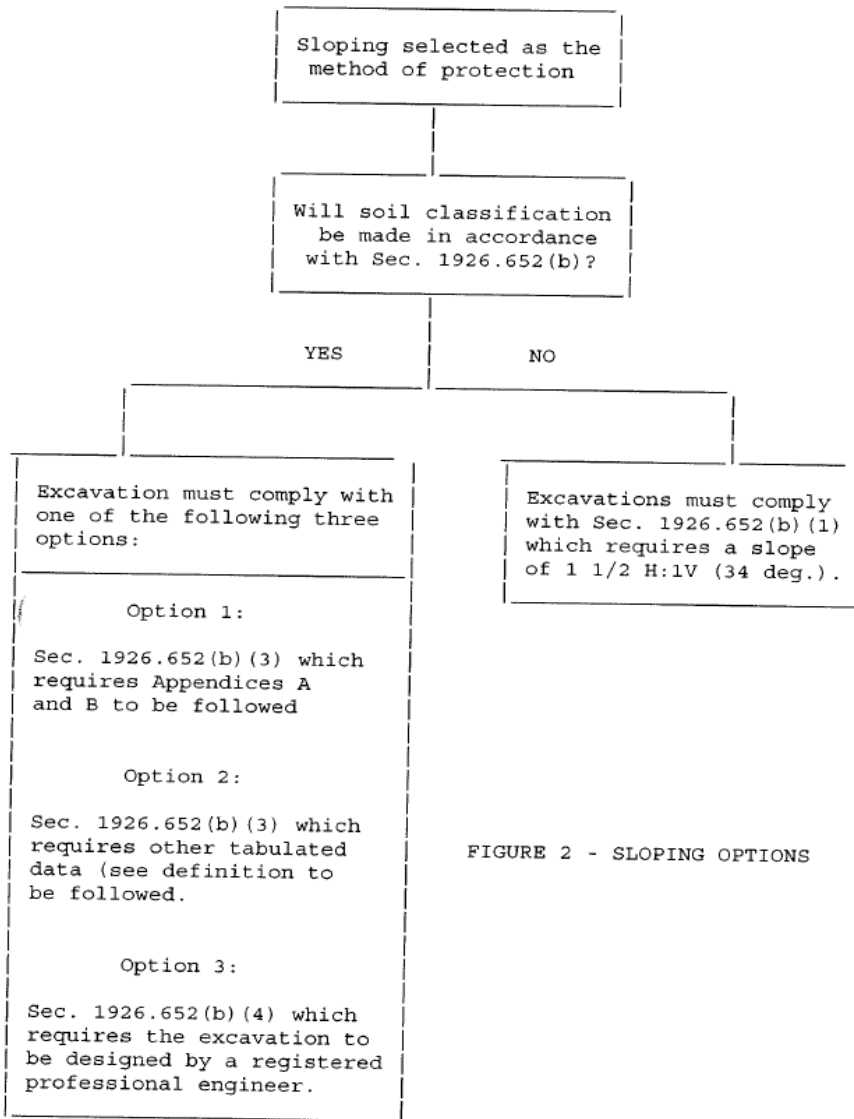 Sloping selected as the
method of protection
Will soil classification
be made in accordance
with Sec. 1926.652(b)?
YES
NO
Excavation must comply with
one of the following three
options:
Option 1:
Sec. 1926.652(b)(3) which
requires Appendices A
and B to be followed
Option 2:
Sec. 1926.652(b)(3) which
requires other tabulated
data (see definition to
be followed.
Option 3:
Sec. 1926.652(b)(4) which
requires the excavation to
be designed by a registered
professional engineer.
Excavations must comply
with Sec. 1926.652(b)(1)
which requires a slope
of 1 1/2 H:1V (34 deg.).
FIGURE 2 - SLOPING OPTIONS